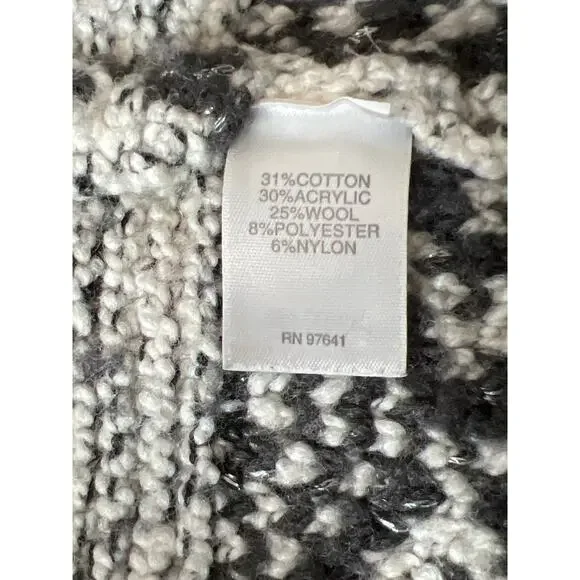 31%COTTON
30%ACRYLIC
25%WOOL
8%POLYESTER
6%NYLON
RN 97641